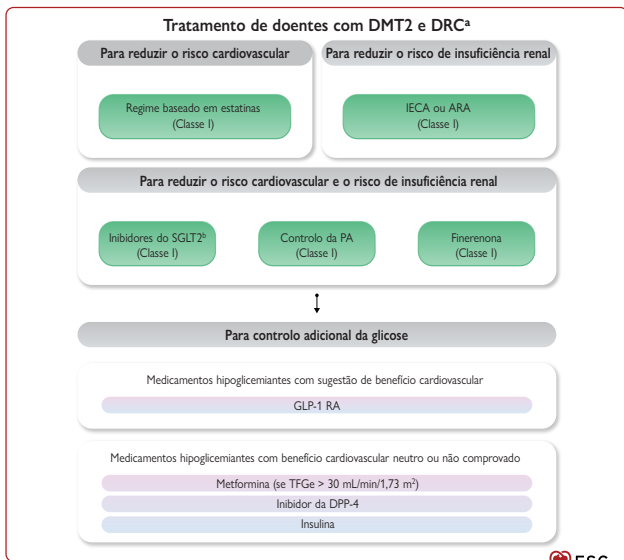 Tratamento de doentes com DMT2 e DRCª
Para reduzir o risco cardiovascular
Para reduzir o risco de insuficiência renal
Regime baseado em estatinas
(Classe I)
IECA ou ARA
(Classe I)
Para reduzir o risco cardiovascular e o risco de insuficiência renal
Inibidores do SGLT2ᵇ
(Classe I)
Controlo da PA
(Classe I)
Finerenona
(Classe I)
Para controlo adicional da glicose
Medicamentos hipoglicemiantes com sugestão de benefício cardiovascular
GLP-1 RA
Medicamentos hipoglicemiantes com benefício cardiovascular neutro ou não comprovado
Metformina (se TFGe > 30 mL/min/1,73 m²)
Inibidor da DPP-4
Insulina
ESC